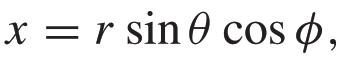 x = r sin θ cos ϕ,